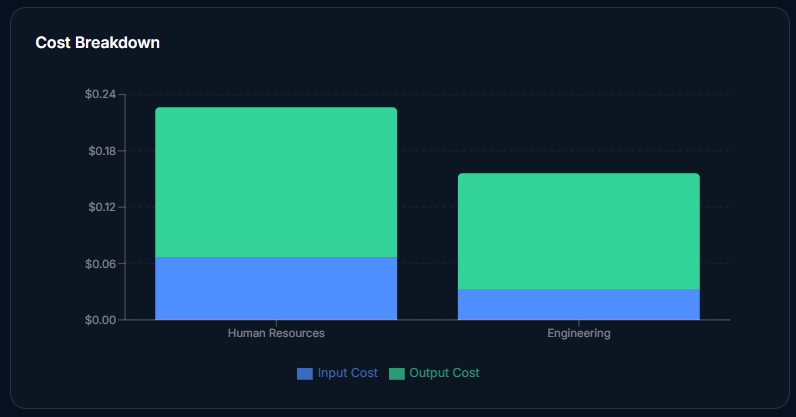 Cost Breakdown
$0.24
$0.18
$0.12
$0.06
$0.00
Human Resources
Engineering
Input Cost
Output Cost